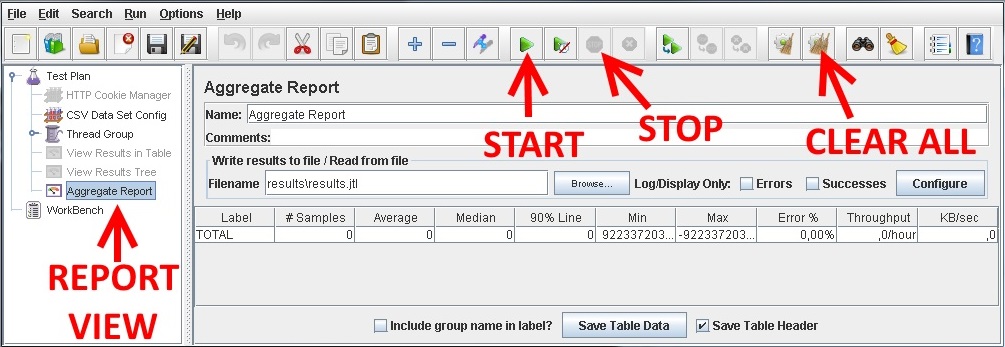 File Edit Search Run Options Help
START
STOP
CLEAR ALL
Test Plan
HTTP Cookie Manager
CSV Data Set Config
Thread Group
View Results in Table
View Results Tree
Aggregate Report
WorkBench
REPORT
VIEW
Aggregate Report
Name: Aggregate Report
Comments:
Write results to file / Read from file
Filename results\results.jtl Browse... Log/Display Only: Errors Successes Configure
Label # Samples Average Median 90% Line Min Max Error % Throughput KB/sec
TOTAL 0 0 0 0 922337203... -922337203... 0,00% ,0/hour ,0
Include group name in label? Save Table Data Save Table Header